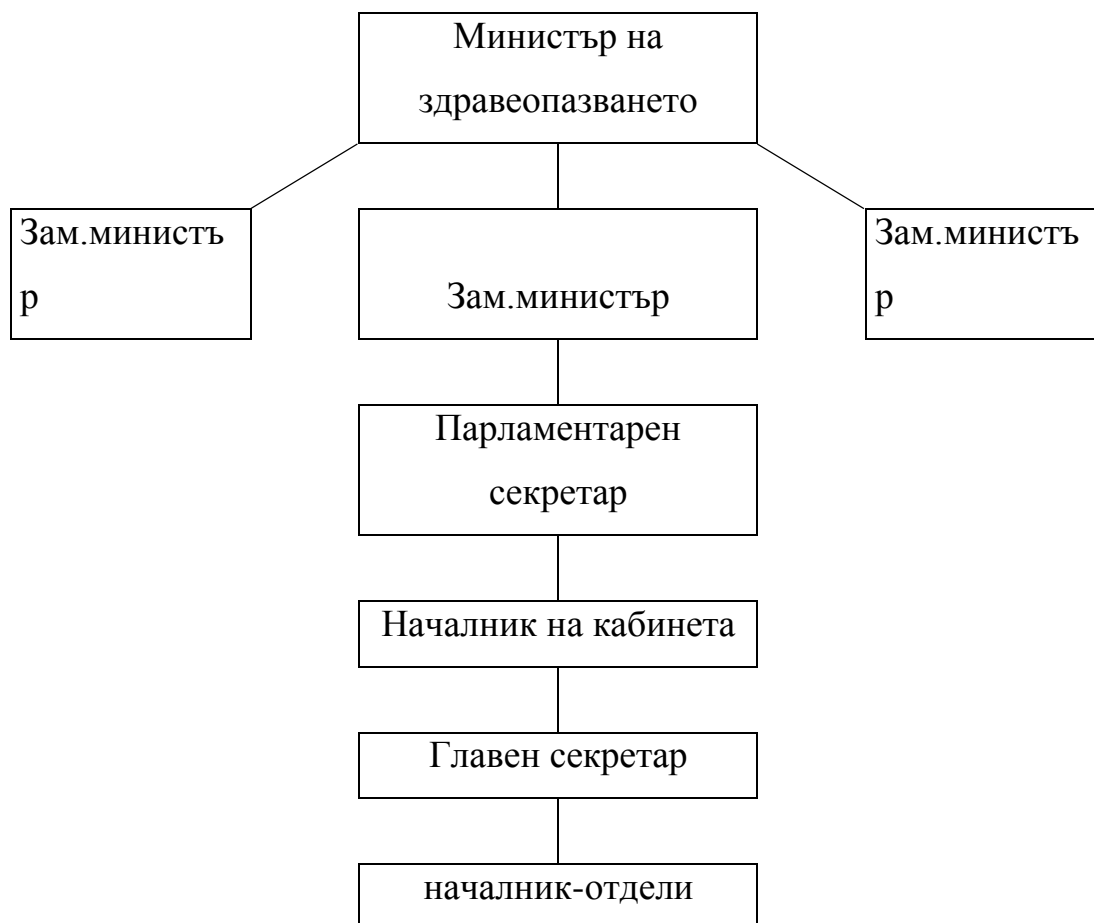 Министър на
здравеопазването
Зам.министъ
р
Зам.министър
Зам.министъ
р
Парламентарен
секретар
Началник на кабинета
Главен секретар
началник-отдели